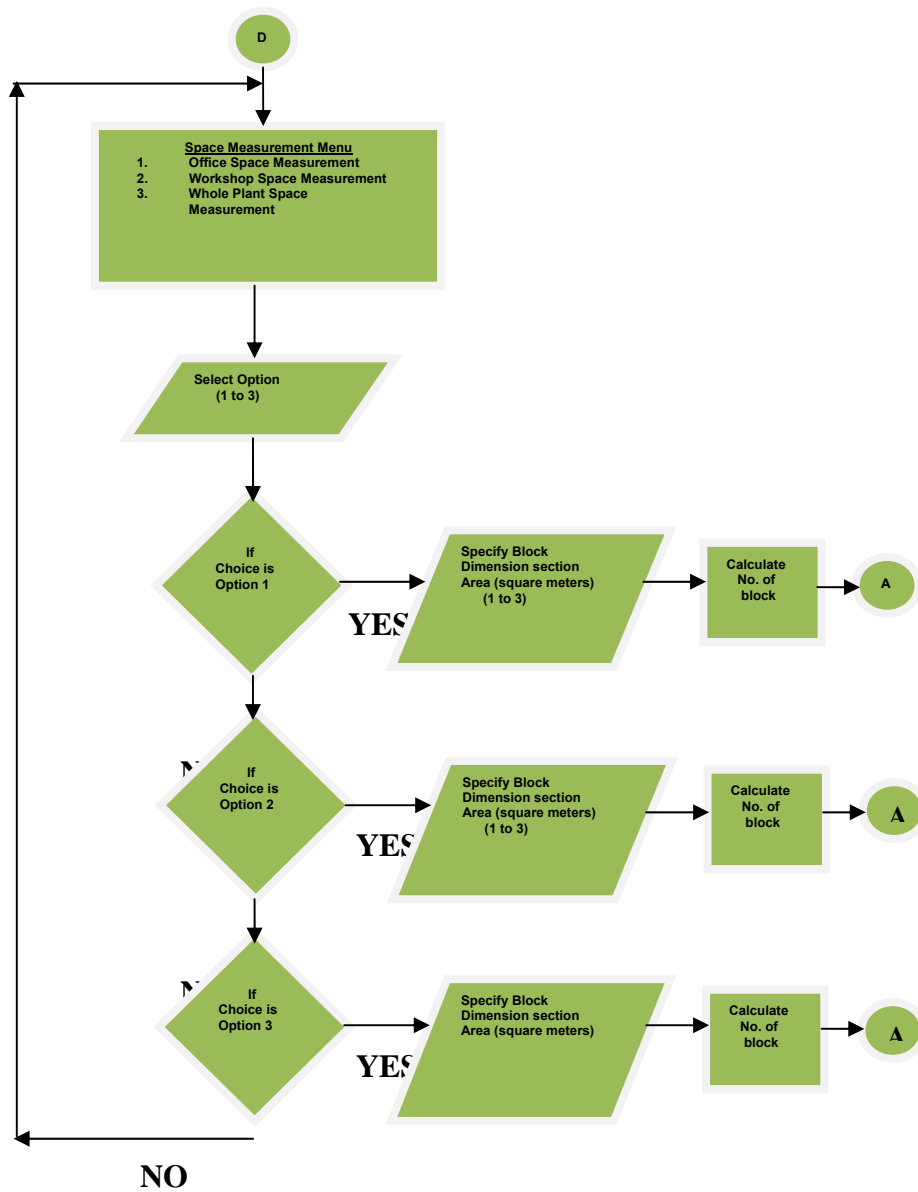 D
Space Measurement Menu
1. Office Space Measurement
2. Workshop Space Measurement
3. Whole Plant Space
Measurement
Select Option
(1 to 3)
If
Choice is
Option 1
YES
Specify Block
Dimension section
Area (square meters)
(1 to 3)
Calculate
No. of
block
A
If
Choice is
Option 2
YES
Specify Block
Dimension section
Area (square meters)
(1 to 3)
Calculate
No. of
block
A
If
Choice is
Option 3
YES
Specify Block
Dimension section
Area (square meters)
Calculate
No. of
block
A
NO